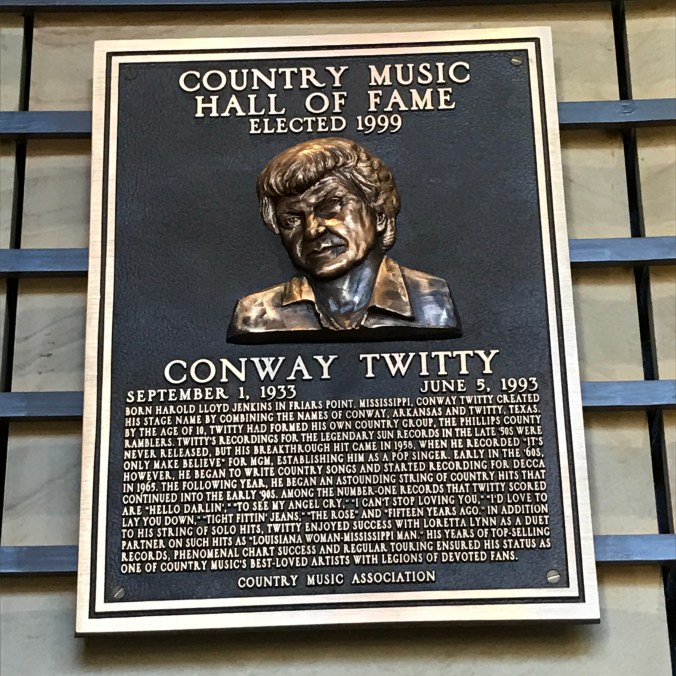 COUNTRY MUSIC
HALL OF FAME
ELECTED 1999
CONWAY TWITTY
SEPTEMBER 1, 1933 JUNE 5, 1993
BORN HAROLD LLOYD JENKINS IN FRIARS POINT, MISSISSIPPI, CONWAY TWITTY CREATED
HIS STAGE NAME BY COMBINING THE NAMES OF CONWAY, ARKANSAS AND TWITTY, TEXAS.
BY THE AGE OF 10, TWITTY HAD FORMED HIS OWN COUNTRY GROUP, THE PHILLIPS COUNTY
RAMBLERS. TWITTY'S RECORDINGS FOR THE LEGENDARY SUN RECORDS IN THE LATE '50S WERE
NEVER RELEASED, BUT HIS BREAKTHROUGH HIT CAME IN 1958, WHEN HE RECORDED "IT'S
ONLY MAKE BELIEVE" FOR MGM, ESTABLISHING HIM AS A POP SINGER. EARLY IN THE '60S,
HOWEVER, HE BEGAN TO WRITE COUNTRY SONGS AND STARTED RECORDING FOR DECCA
IN 1965. THE FOLLOWING YEAR, HE BEGAN AN ASTOUNDING STRING OF COUNTRY HITS THAT
CONTINUED INTO THE EARLY '90S. AMONG THE NUMBER-ONE RECORDS THAT TWITTY SCORED
ARE "HELLO DARLIN'," "TO SEE MY ANGEL CRY," "I CAN'T STOP LOVING YOU," "I'D LOVE TO
LAY YOU DOWN," "TIGHT FITTIN' JEANS," "THE ROSE" AND "FIFTEEN YEARS AGO." IN ADDITION
TO HIS STRING OF SOLO HITS, TWITTY ENJOYED SUCCESS WITH LORETTA LYNN AS A DUET
PARTNER ON SUCH HITS AS "LOUISIANA WOMAN-MISSISSIPPI MAN." HIS YEARS OF TOP-SELLING
RECORDS, PHENOMENAL CHART SUCCESS AND REGULAR TOURING ENSURED HIS STATUS AS
ONE OF COUNTRY MUSIC'S BEST-LOVED ARTISTS WITH LEGIONS OF DEVOTED FANS.
COUNTRY MUSIC ASSOCIATION